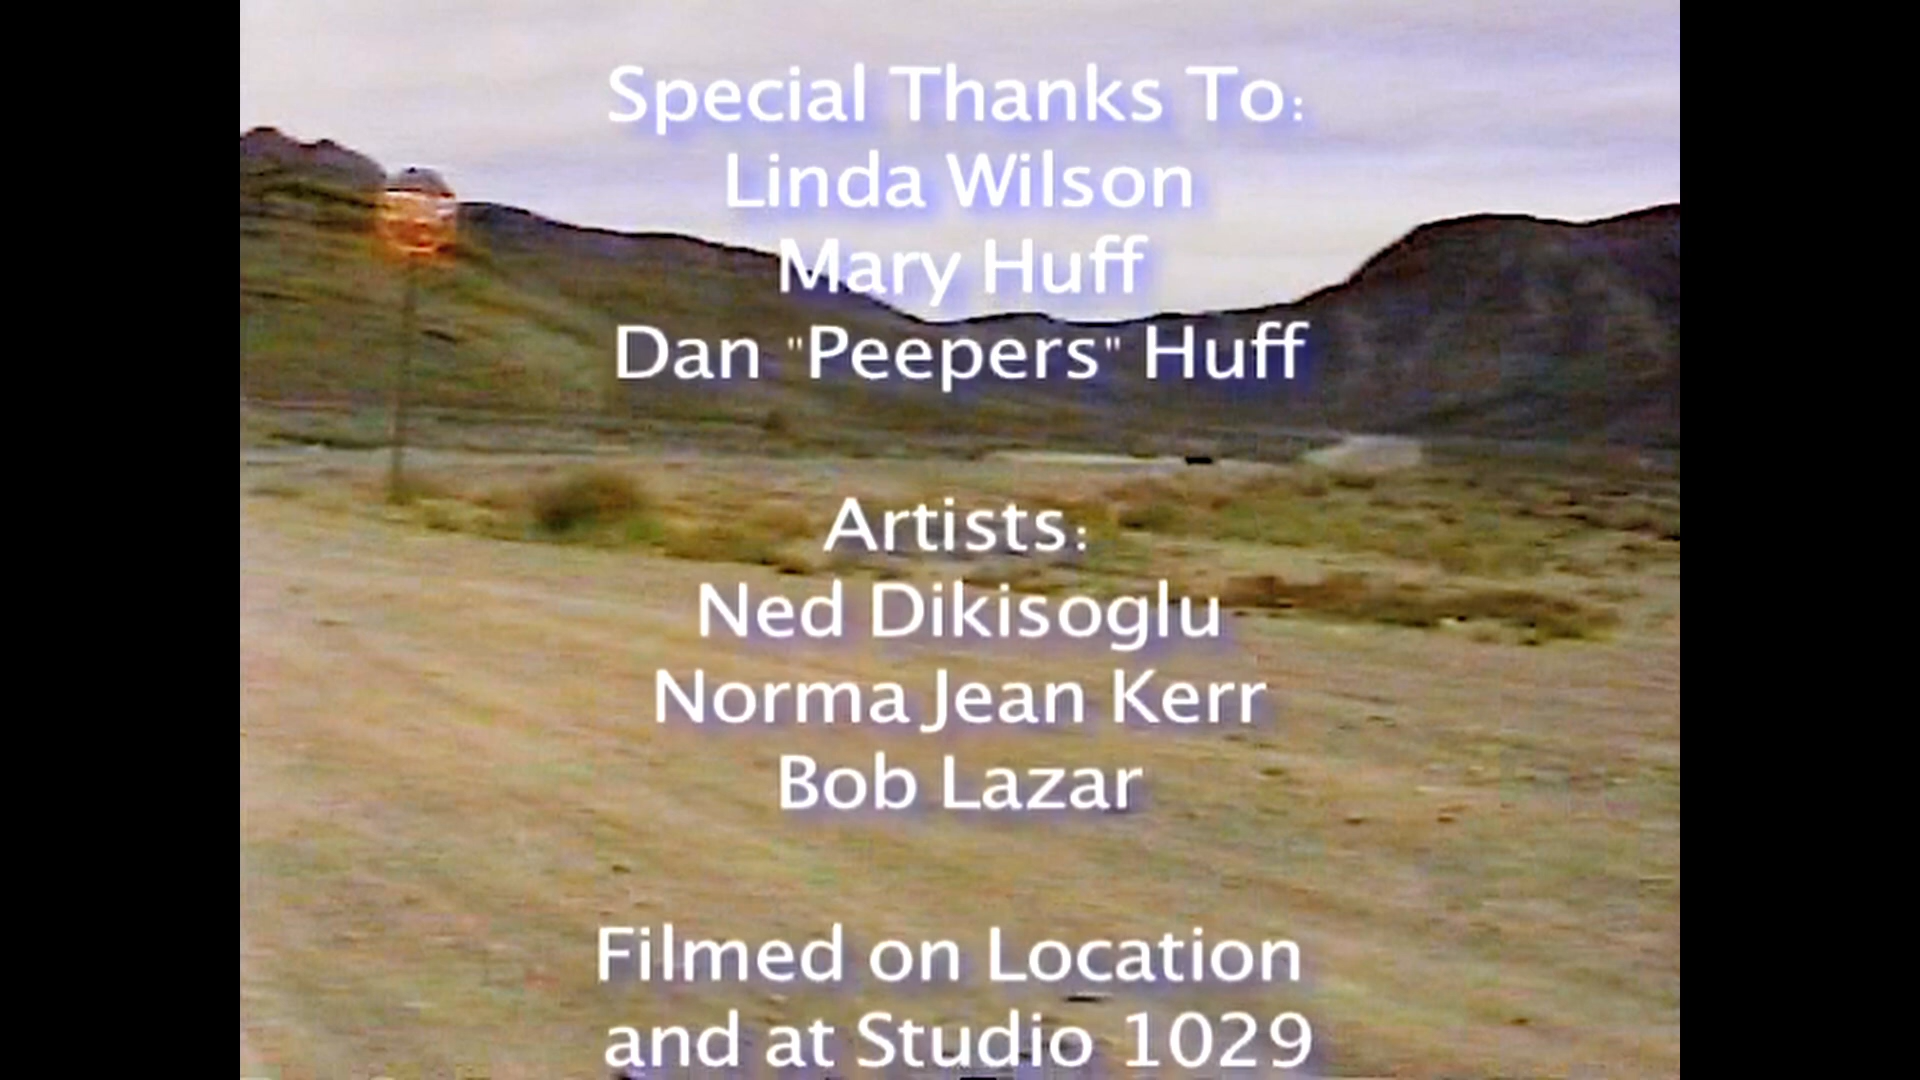 Special Thanks To:
Linda Wilson
Mary Huff
Dan "Peepers" Huff
Artists:
Ned Dikisoglu
Norma Jean Kerr
Bob Lazar
Filmed on Location
and at Studio 1029